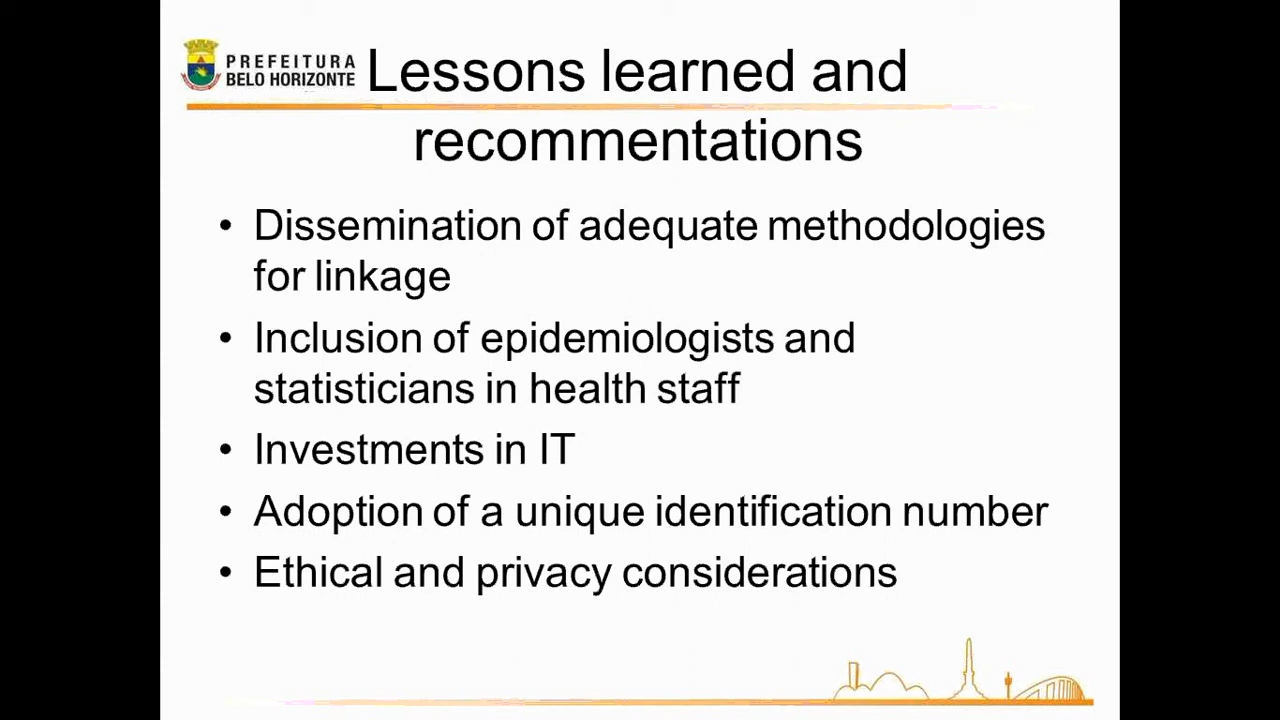 PREFEITURA
BELO HORIZONTE
Lessons learned and
recommentations
• Dissemination of adequate methodologies
for linkage
• Inclusion of epidemiologists and
statisticians in health staff
• Investments in IT
• Adoption of a unique identification number
• Ethical and privacy considerations